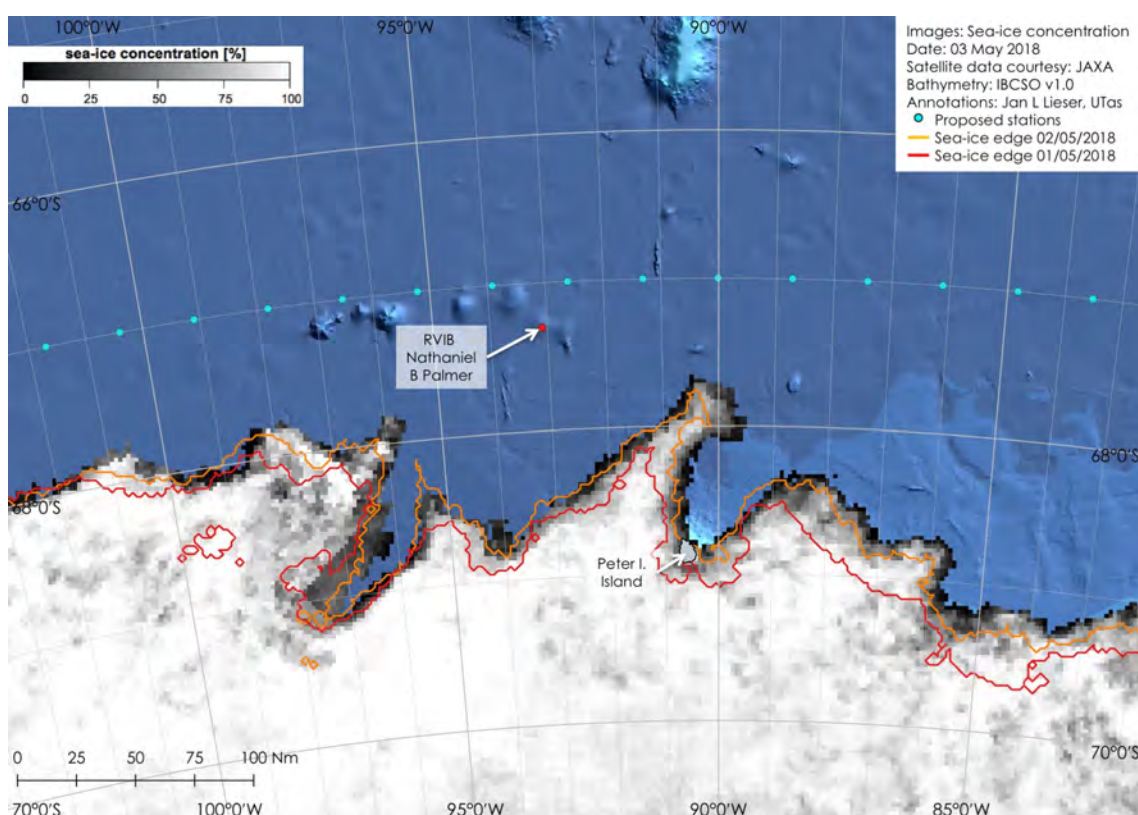 100°0'W
95°0'W
90°0'W
sea-ice concentration [%]
0 25 50 75 100
Images: Sea-ice concentration
Date: 03 May 2018
Satellite data courtesy: JAXA
Bathymetry: IBCSO v1.0
Annotations: Jan L Lieser, UTas
Proposed stations
Sea-ice edge 02/05/2018
Sea-ice edge 01/05/2018
66°0'S
RVIB
Nathaniel
B Palmer
68°0'S
68°0'S
Peter I.
Island
0 25 50 75 100 Nm
70°0'S
70°0'S
100°0'W
95°0'W
90°0'W
85°0'W